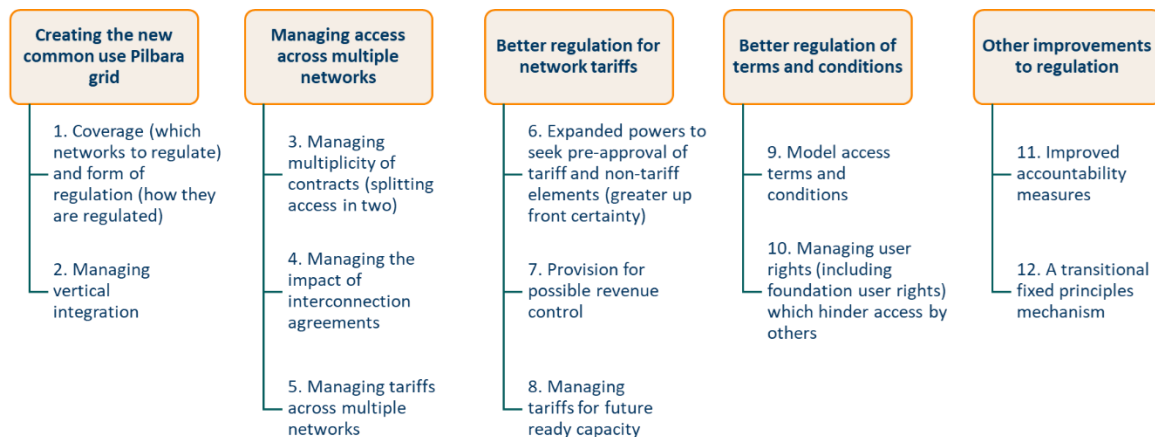 Creating the new
common use Pilbara
grid
1. Coverage (which
networks to regulate)
and form of
regulation (how they
are regulated)
2. Managing
vertical
integration
Managing access
across multiple
networks
3. Managing
multiplicity of
contracts (splitting
access in two)
4. Managing the
impact of
interconnection
agreements
5. Managing tariffs
across multiple
networks
Better regulation for
network tariffs
6. Expanded powers to
seek pre-approval of
tariff and non-tariff
elements (greater up
front certainty)
7. Provision for
possible revenue
control
8. Managing
tariffs for future
ready capacity
Better regulation of
terms and conditions
9. Model access
terms and
conditions
10. Managing user
rights (including
foundation user rights)
which hinder access by
others
Other improvements
to regulation
11. Improved
accountability
measures
12. A transitional
fixed principles
mechanism